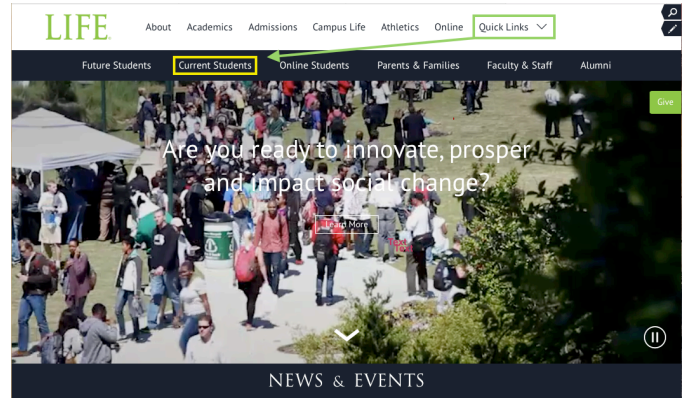 LIFE
About Academics Admissions Campus Life Athletics Online Quick Links
Future Students Current Students Online Students Parents & Families Faculty & Staff Alumni
Give
Are you ready to innovate, prosper
and impact social change?
Learn More
NEWS & EVENTS